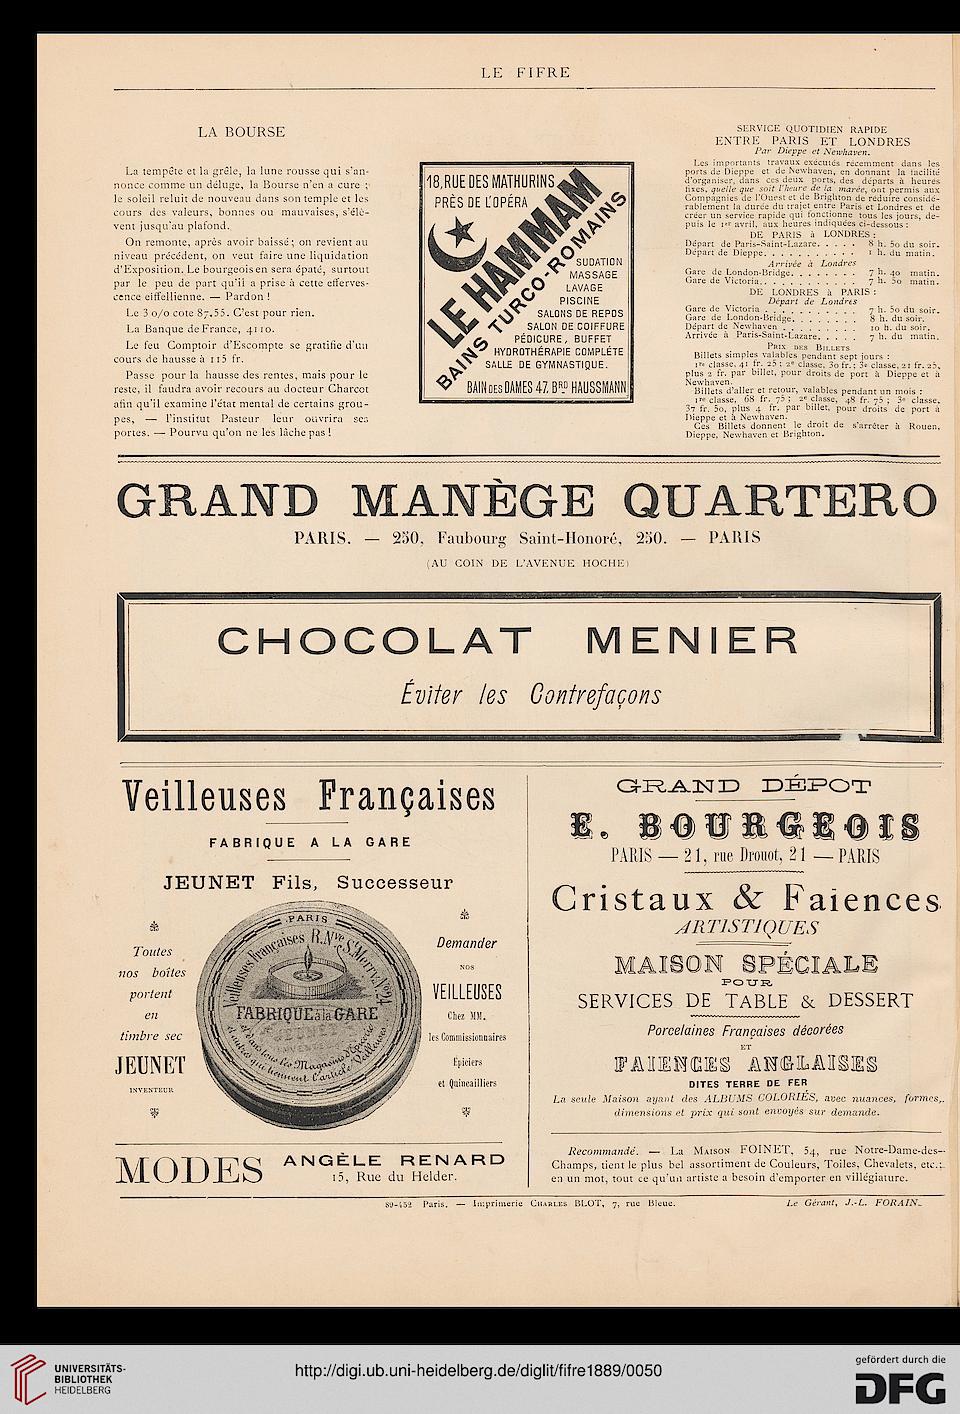 LE FIFRE
LA BOURSE
La tempête et la grêle, la lune rousse qui s'an-
nonce comme un déluge, la Bourse n'en a cure ;
le soleil reluit de nouveau dans son temple et les
cours des valeurs, bonnes ou mauvaises, s'élè-
vent jusqu'au plafond.
On remonte, après avoir baissé ; on revient au
niveau précédent, on veut faire une liquidation
d'Exposition. Le bourgeois en sera épaté, surtout
par le peu de part qu'il a prise à cette efferves-
cence eiffellienne. — Pardon !
Le 3 o/o cote 87,55. C'est pour rien.
La Banque de France, 4110.
Le feu Comptoir d'Escompte se gratifie d'un
cours de hausse à 115 fr.
Passe pour la hausse des rentes, mais pour le
reste, il faudra avoir recours au docteur Charcot
afin qu'il examine l'état mental de certains grou-
pes, — l'institut Pasteur leur ouvrira ses
portes. — Pourvu qu'on ne les lâche pas !
18, RUE DES MATHURINS
PRÈS DE L'OPÉRA
LE HAMMAM
BAINS TURCO-ROMAINS
SUDATION
MASSAGE
LAVAGE
PISCINE
SALONS DE REPOS
SALON DE COIFFURE
PÉDICURE, BUFFET
HYDROTHÉRAPIE COMPLÉTE
SALLE DE GYMNASTIQUE.
BAIN DES DAMES 47, BRD HAUSSMANN
SERVICE QUOTIDIEN RAPIDE
ENTRE PARIS ET LONDRES
Par Dieppe et Newhaven.
Les importants travaux exécutés récemment dans les
ports de Dieppe et de Newhaven, en donnant la facilité
d'organiser, dans ces deux ports, des départs à heures
fixes, quelle que soit l'heure de la marée, ont permis aux
Compagnies de l'Ouest et de Brighton de réduire considé-
rablement la durée du trajet entre Paris et Londres et de
créer un service rapide qui fonctionne tous les jours, de-
puis le 1er avril, aux heures indiquées ci-dessous :
DE PARIS à LONDRES :
Départ de Paris-Saint-Lazare. . . . . 8 h. 50 du soir.
Départ de Dieppe. . . . . . . . . . . 1 h. du matin.
Arrivée à Londres
Gare de London-Bridge. . . . . . . . 7 h. 40 matin.
Gare de Victoria. . . . . . . . . . . 7 h. 50 matin.
DE LONDRES à PARIS :
Départ de Londres
Gare de Victoria . . . . . . . . . . . 7 h. 50 du soir.
Gare de London-Bridge. . . . . . . . 8 h. du soir.
Départ de Newhaven . . . . . . . . . 10 h. du soir.
Arrivée à Paris-Saint-Lazare. . . . . 7 h. du matin.
PRIX DES BILLETS
Billets simples valables pendant sept jours :
1re classe, 41 fr. 25 ; 2e classe, 30 fr. ; 3e classe, 21 fr. 25,
plus 2 fr. par billet, pour droits de port à Dieppe et à
Newhaven.
Billets d'aller et retour, valables pendant un mois :
1re classe, 68 fr. 75 ; 2e classe, 48 fr. 75 ; 3e classe,
37 fr. 50, plus 4 fr. par billet, pour droits de port à
Dieppe et à Newhaven.
Ces Billets donnent le droit de s'arrêter à Rouen,
Dieppe, Newhaven et Brighton.
GRAND MANÈGE QUARTERO
PARIS. — 250, Faubourg Saint-Honoré, 250. — PARIS
(AU COIN DE L'AVENUE HOCHE)
CHOCOLAT MENIER
Éviter les Contrefaçons
Veilleuses Françaises
FABRIQUE A LA GARE
JEUNET Fils, Successeur
Toutes
nos boîtes
portent
en
timbre sec
JEUNET
INVENTEUR
PARIS
Veilleuses Françaises R. Nve St Merry No 24
FABRIQUE à la GARE
JEUNET
INVENTEUR
et dans tous les Magasins d'Epicerie
et autres qui tiennent l'article Veilleuses
Demander
NOS
VEILLEUSES
Chez MM.
les Commissionnaires
Epiciers
et Quincailliers
MODES
ANGÈLE RENARD
15, Rue du Helder.
GRAND DÉPOT
E. BOURGEOIS
PARIS — 21, rue Drouot, 21 — PARIS
Cristaux & Faïences
ARTISTIQUES
MAISON SPÉCIALE
POUR
SERVICES DE TABLE & DESSERT
Porcelaines Françaises décorées
ET
FAIENCES ANGLAISES
DITES TERRE DE FER
La seule Maison ayant des ALBUMS COLORIÉS, avec nuances, formes,
dimensions et prix qui sont envoyés sur demande.
Recommandé. — LA MAISON FOINET, 54, rue Notre-Dame-des-
Champs, tient le plus bel assortiment de Couleurs, Toiles, Chevalets, etc.;
en un mot, tout ce qu'un artiste a besoin d'emporter en villégiature.
89-452 Paris. — Imprimerie CHARLES BLOT, 7, rue Bleue.
Le Gérant, J.-L. FORAIN.
UNIVERSITÄTS-
BIBLIOTHEK
HEIDELBERG
http://digi.ub.uni-heidelberg.de/diglit/fifre1889/0050
gefördert durch die
DFG